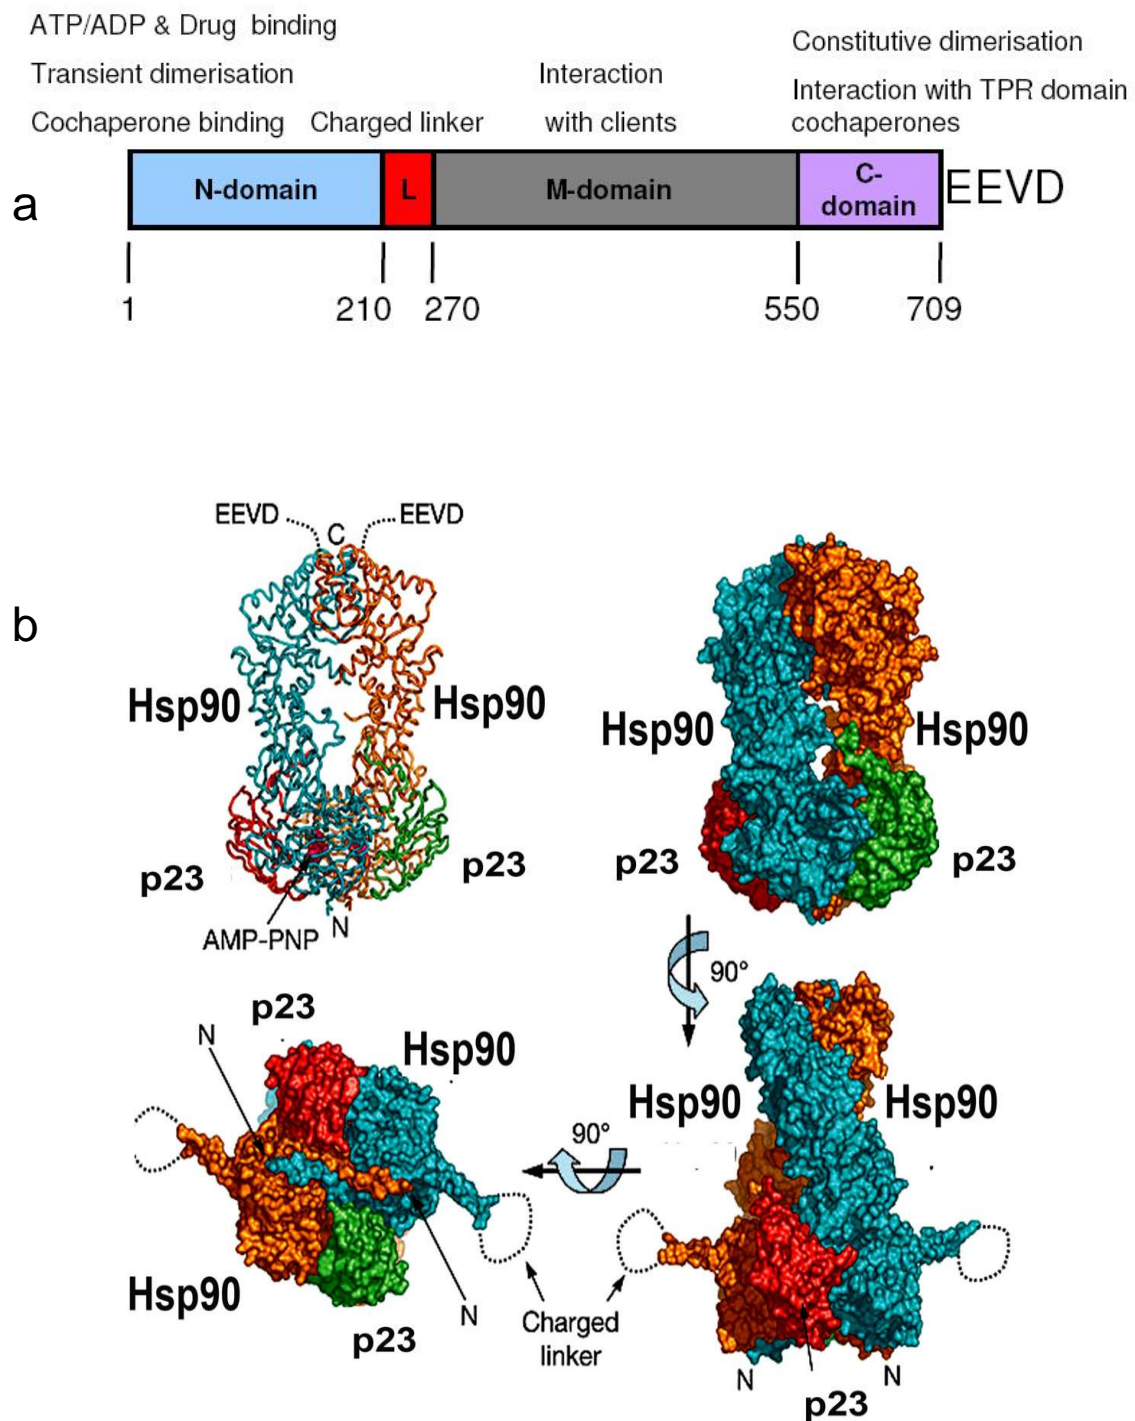 ATP/ADP & Drug binding
Transient dimerisation
Cochaperone binding
Charged linker
Interaction
with clients
Constitutive dimerisation
Interaction with TPR domain
cochaperones
a
N-domain
L
M-domain
C-
domain
EEVD
1
210
270
550
709
b
EEVD
C
EEVD
Hsp90
Hsp90
p23
p23
AMP-PNP
N
Hsp90
Hsp90
p23
p23
90°
p23
N
Hsp90
Hsp90
p23
N
90°
Charged
linker
Hsp90
Hsp90
N
N
p23